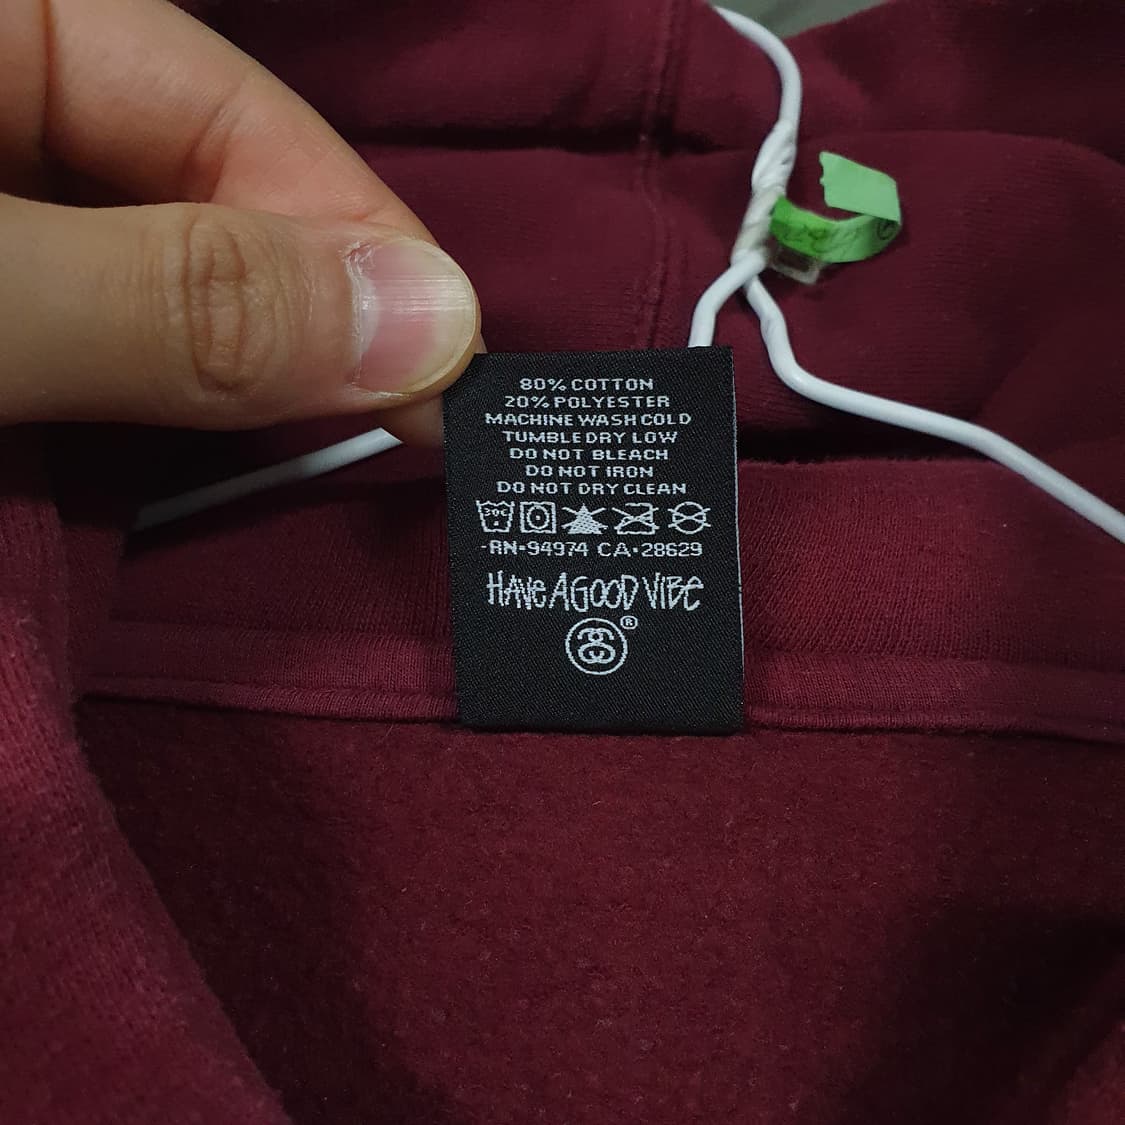 80% COTTON
20% POLYESTER
MACHINE WASH COLD
TUMBLE DRY LOW
DO NOT BLEACH
DO NOT IRON
DO NOT DRY CLEAN
30C
-RN•94974 CA•28629
HAVE A GOOD VIBE
®